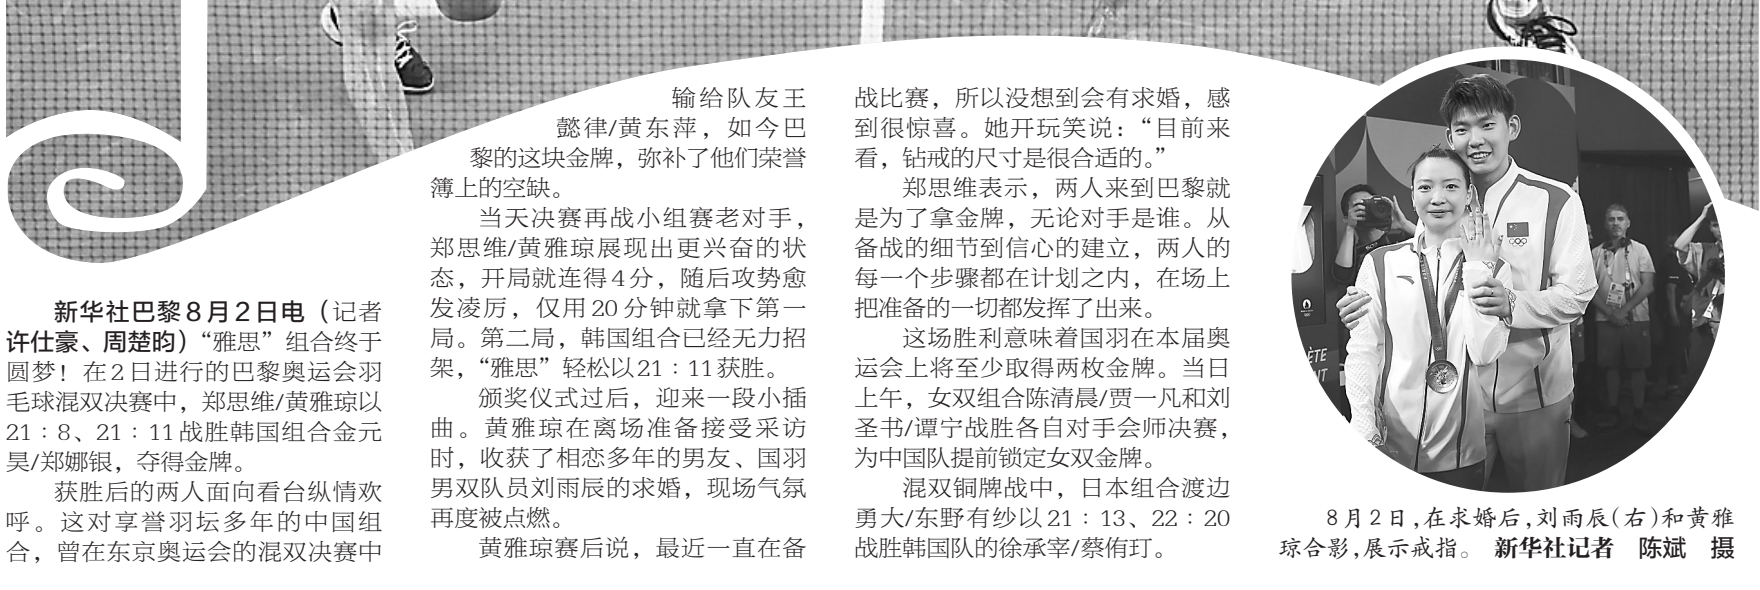 新华社巴黎8月2日电（记者
许仕豪、周楚昀）“雅思”组合终于
圆梦！在2日进行的巴黎奥运会羽
毛球混双决赛中，郑思维/黄雅琼以
21：8、21：11战胜韩国组合金元
昊/郑娜银，夺得金牌。
获胜后的两人面向看台纵情欢
呼。这对享誉羽坛多年的中国组
合，曾在东京奥运会的混双决赛中
输给队友王
懿律/黄东萍，如今巴
黎的这块金牌，弥补了他们荣誉
簿上的空缺。
当天决赛再战小组赛老对手，
郑思维/黄雅琼展现出更兴奋的状
态，开局就连得4分，随后攻势愈
发凌厉，仅用20分钟就拿下第一
局。第二局，韩国组合已经无力招
架，“雅思”轻松以21：11获胜。
颁奖仪式过后，迎来一段小插
曲。黄雅琼在离场准备接受采访
时，收获了相恋多年的男友、国羽
男双队员刘雨辰的求婚，现场气氛
再度被点燃。
黄雅琼赛后说，最近一直在备
战比赛，所以没想到会有求婚，感
到很惊喜。她开玩笑说：“目前来
看，钻戒的尺寸是很合适的。”
郑思维表示，两人来到巴黎就
是为了拿金牌，无论对手是谁。从
备战的细节到信心的建立，两人的
每一个步骤都在计划之内，在场上
把准备的一切都发挥了出来。
这场胜利意味着国羽在本届奥
运会上将至少取得两枚金牌。当日
上午，女双组合陈清晨/贾一凡和刘
圣书/谭宁战胜各自对手会师决赛，
为中国队提前锁定女双金牌。
混双铜牌战中，日本组合渡边
勇大/东野有纱以21：13、22：20
战胜韩国队的徐承宰/蔡侑玎。
8月2日,在求婚后,刘雨辰(右)和黄雅
琼合影,展示戒指。 新华社记者 陈斌 摄